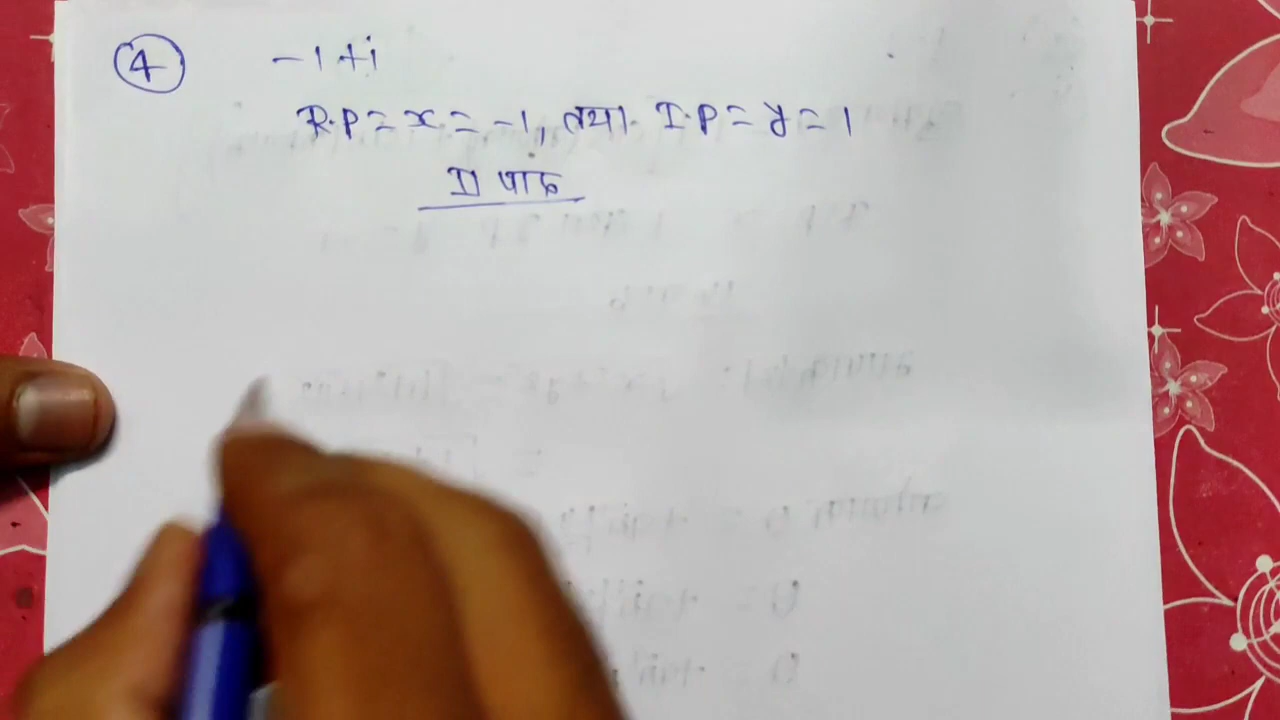 4 -1+i
R.P = x = -1, तथा I.P = y = 1
II पाद